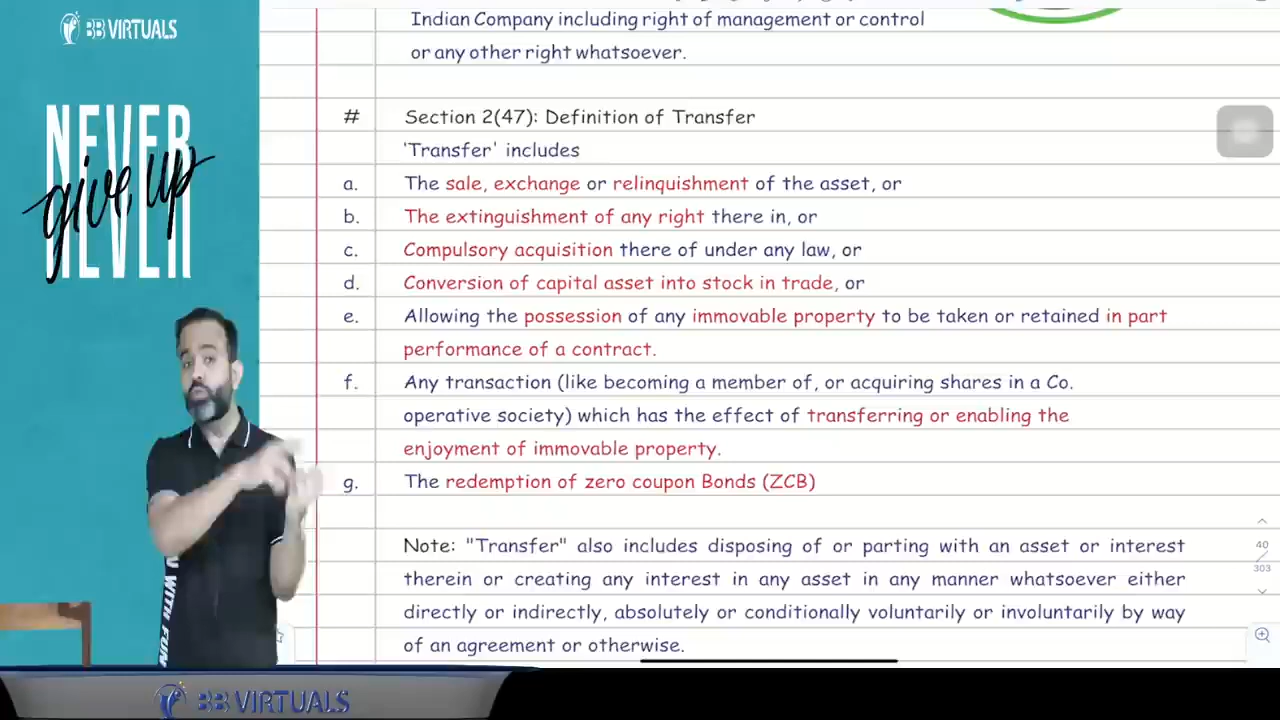 BB VIRTUALS
NEVER
give up
NEVER
Indian Company including right of management or control
or any other right whatsoever.
# Section 2(47): Definition of Transfer
'Transfer' includes
a. The sale, exchange or relinquishment of the asset, or
b. The extinguishment of any right there in, or
c. Compulsory acquisition there of under any law, or
d. Conversion of capital asset into stock in trade, or
e. Allowing the possession of any immovable property to be taken or retained in part
performance of a contract.
f. Any transaction (like becoming a member of, or acquiring shares in a Co.
operative society) which has the effect of transferring or enabling the
enjoyment of immovable property.
g. The redemption of zero coupon Bonds (ZCB)
Note: "Transfer" also includes disposing of or parting with an asset or interest
therein or creating any interest in any asset in any manner whatsoever either
directly or indirectly, absolutely or conditionally voluntarily or involuntarily by way
of an agreement or otherwise.
40
303
WITH FUN
BB VIRTUALS